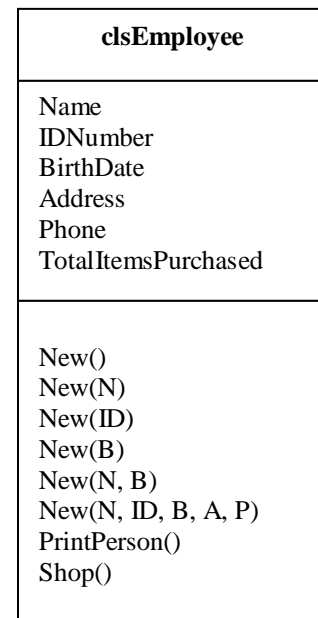 clsEmployee
Name
IDNumber
BirthDate
Address
Phone
TotalItemsPurchased
New()
New(N)
New(ID)
New(B)
New(N, B)
New(N, ID, B, A, P)
PrintPerson()
Shop()